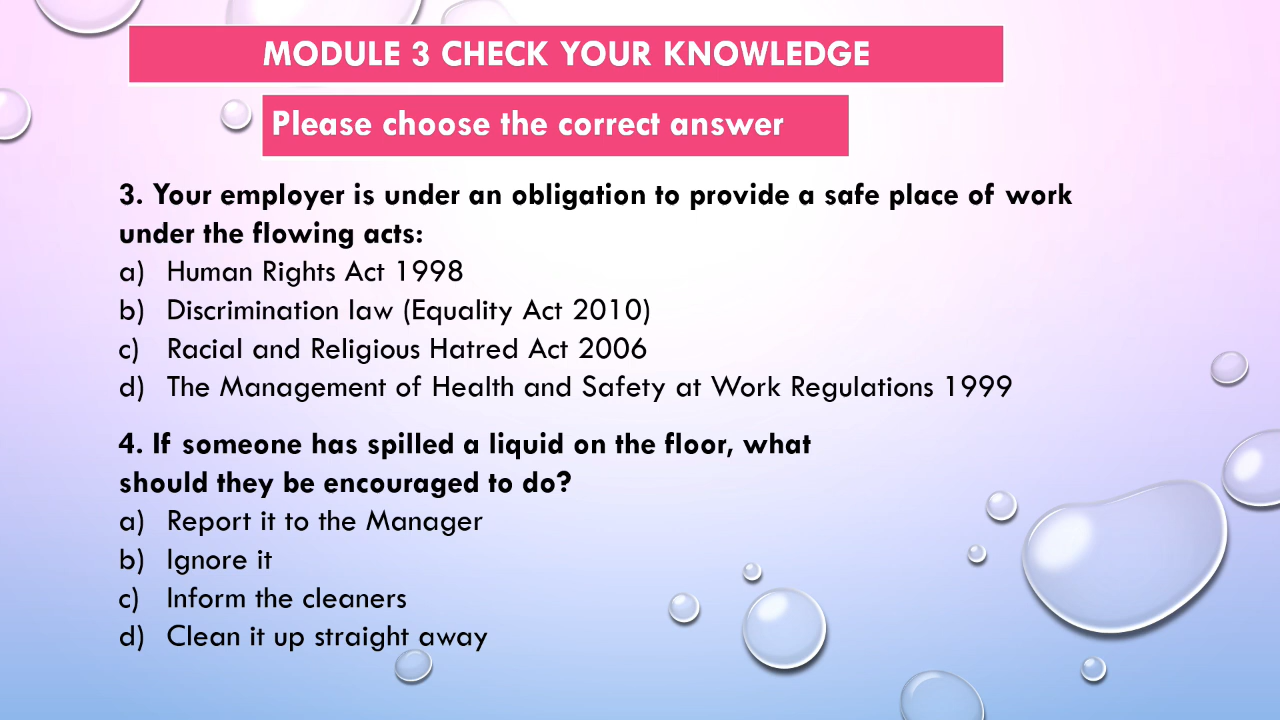 MODULE 3 CHECK YOUR KNOWLEDGE
Please choose the correct answer
3. Your employer is under an obligation to provide a safe place of work
under the flowing acts:
a) Human Rights Act 1998
b) Discrimination law (Equality Act 2010)
c) Racial and Religious Hatred Act 2006
d) The Management of Health and Safety at Work Regulations 1999
4. If someone has spilled a liquid on the floor, what
should they be encouraged to do?
a) Report it to the Manager
b) Ignore it
c) Inform the cleaners
d) Clean it up straight away